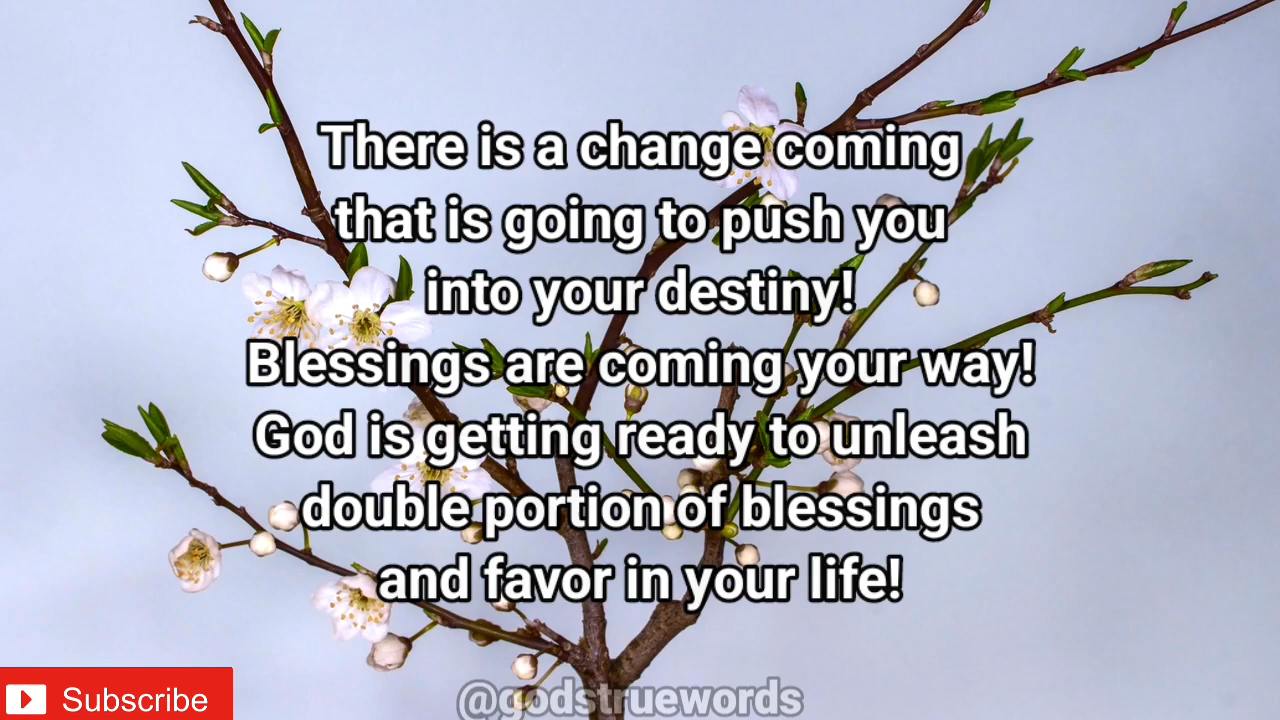 There is a change coming
that is going to push you
into your destiny!
Blessings are coming your way!
God is getting ready to unleash
double portion of blessings
and favor in your life!
Subscribe
@godstruewords